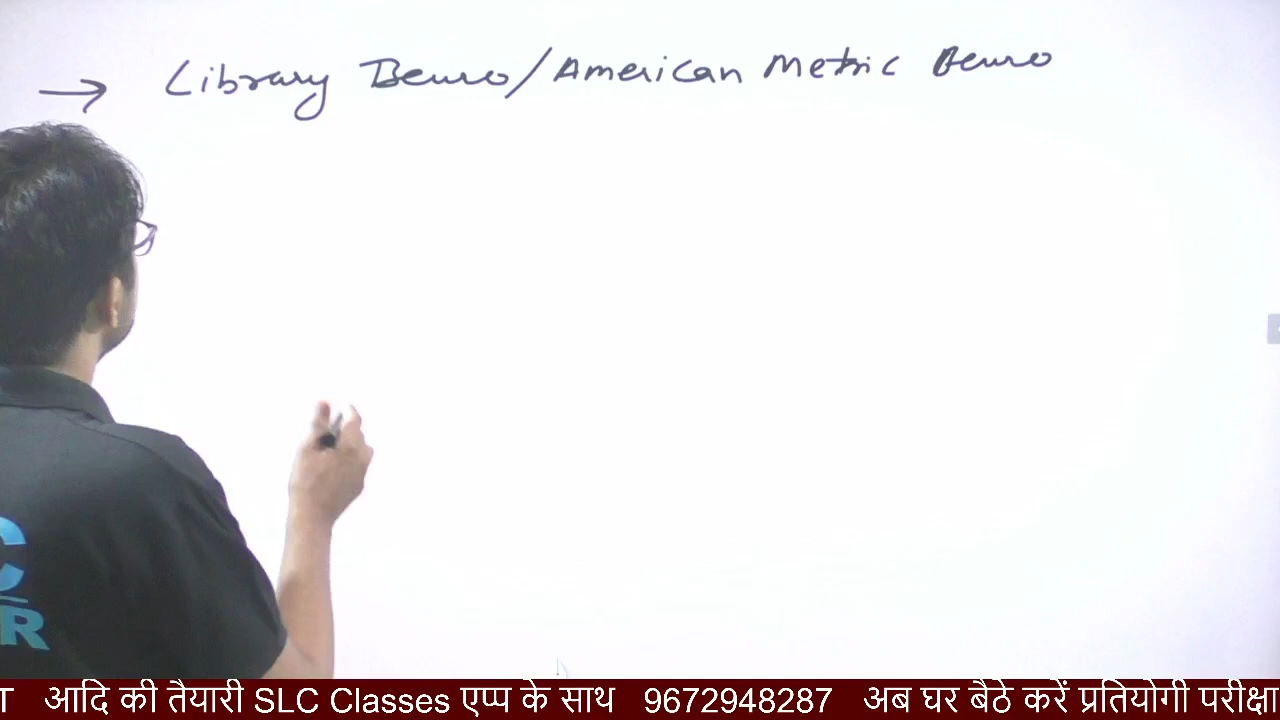 → Library Beuro/American Metric Beuro
C
R
T आदि की तैयारी SLC Classes एप्प के साथ 9672948287 अब घर बैठे करें प्रतियोगी परीक्षा